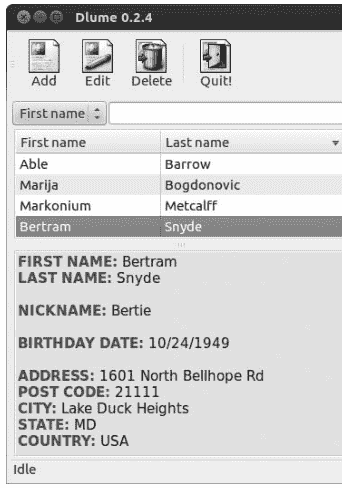 Dlume 0.2.4
Add Edit Delete Quit!
First name
First name Last name
Able Barrow
Marija Bogdonovic
Markonium Metcalff
Bertram Snyde
FIRST NAME: Bertram
LAST NAME: Snyde
NICKNAME: Bertie
BIRTHDAY DATE: 10/24/1949
ADDRESS: 1601 North Bellhope Rd
POST CODE: 21111
CITY: Lake Duck Heights
STATE: MD
COUNTRY: USA
Idle